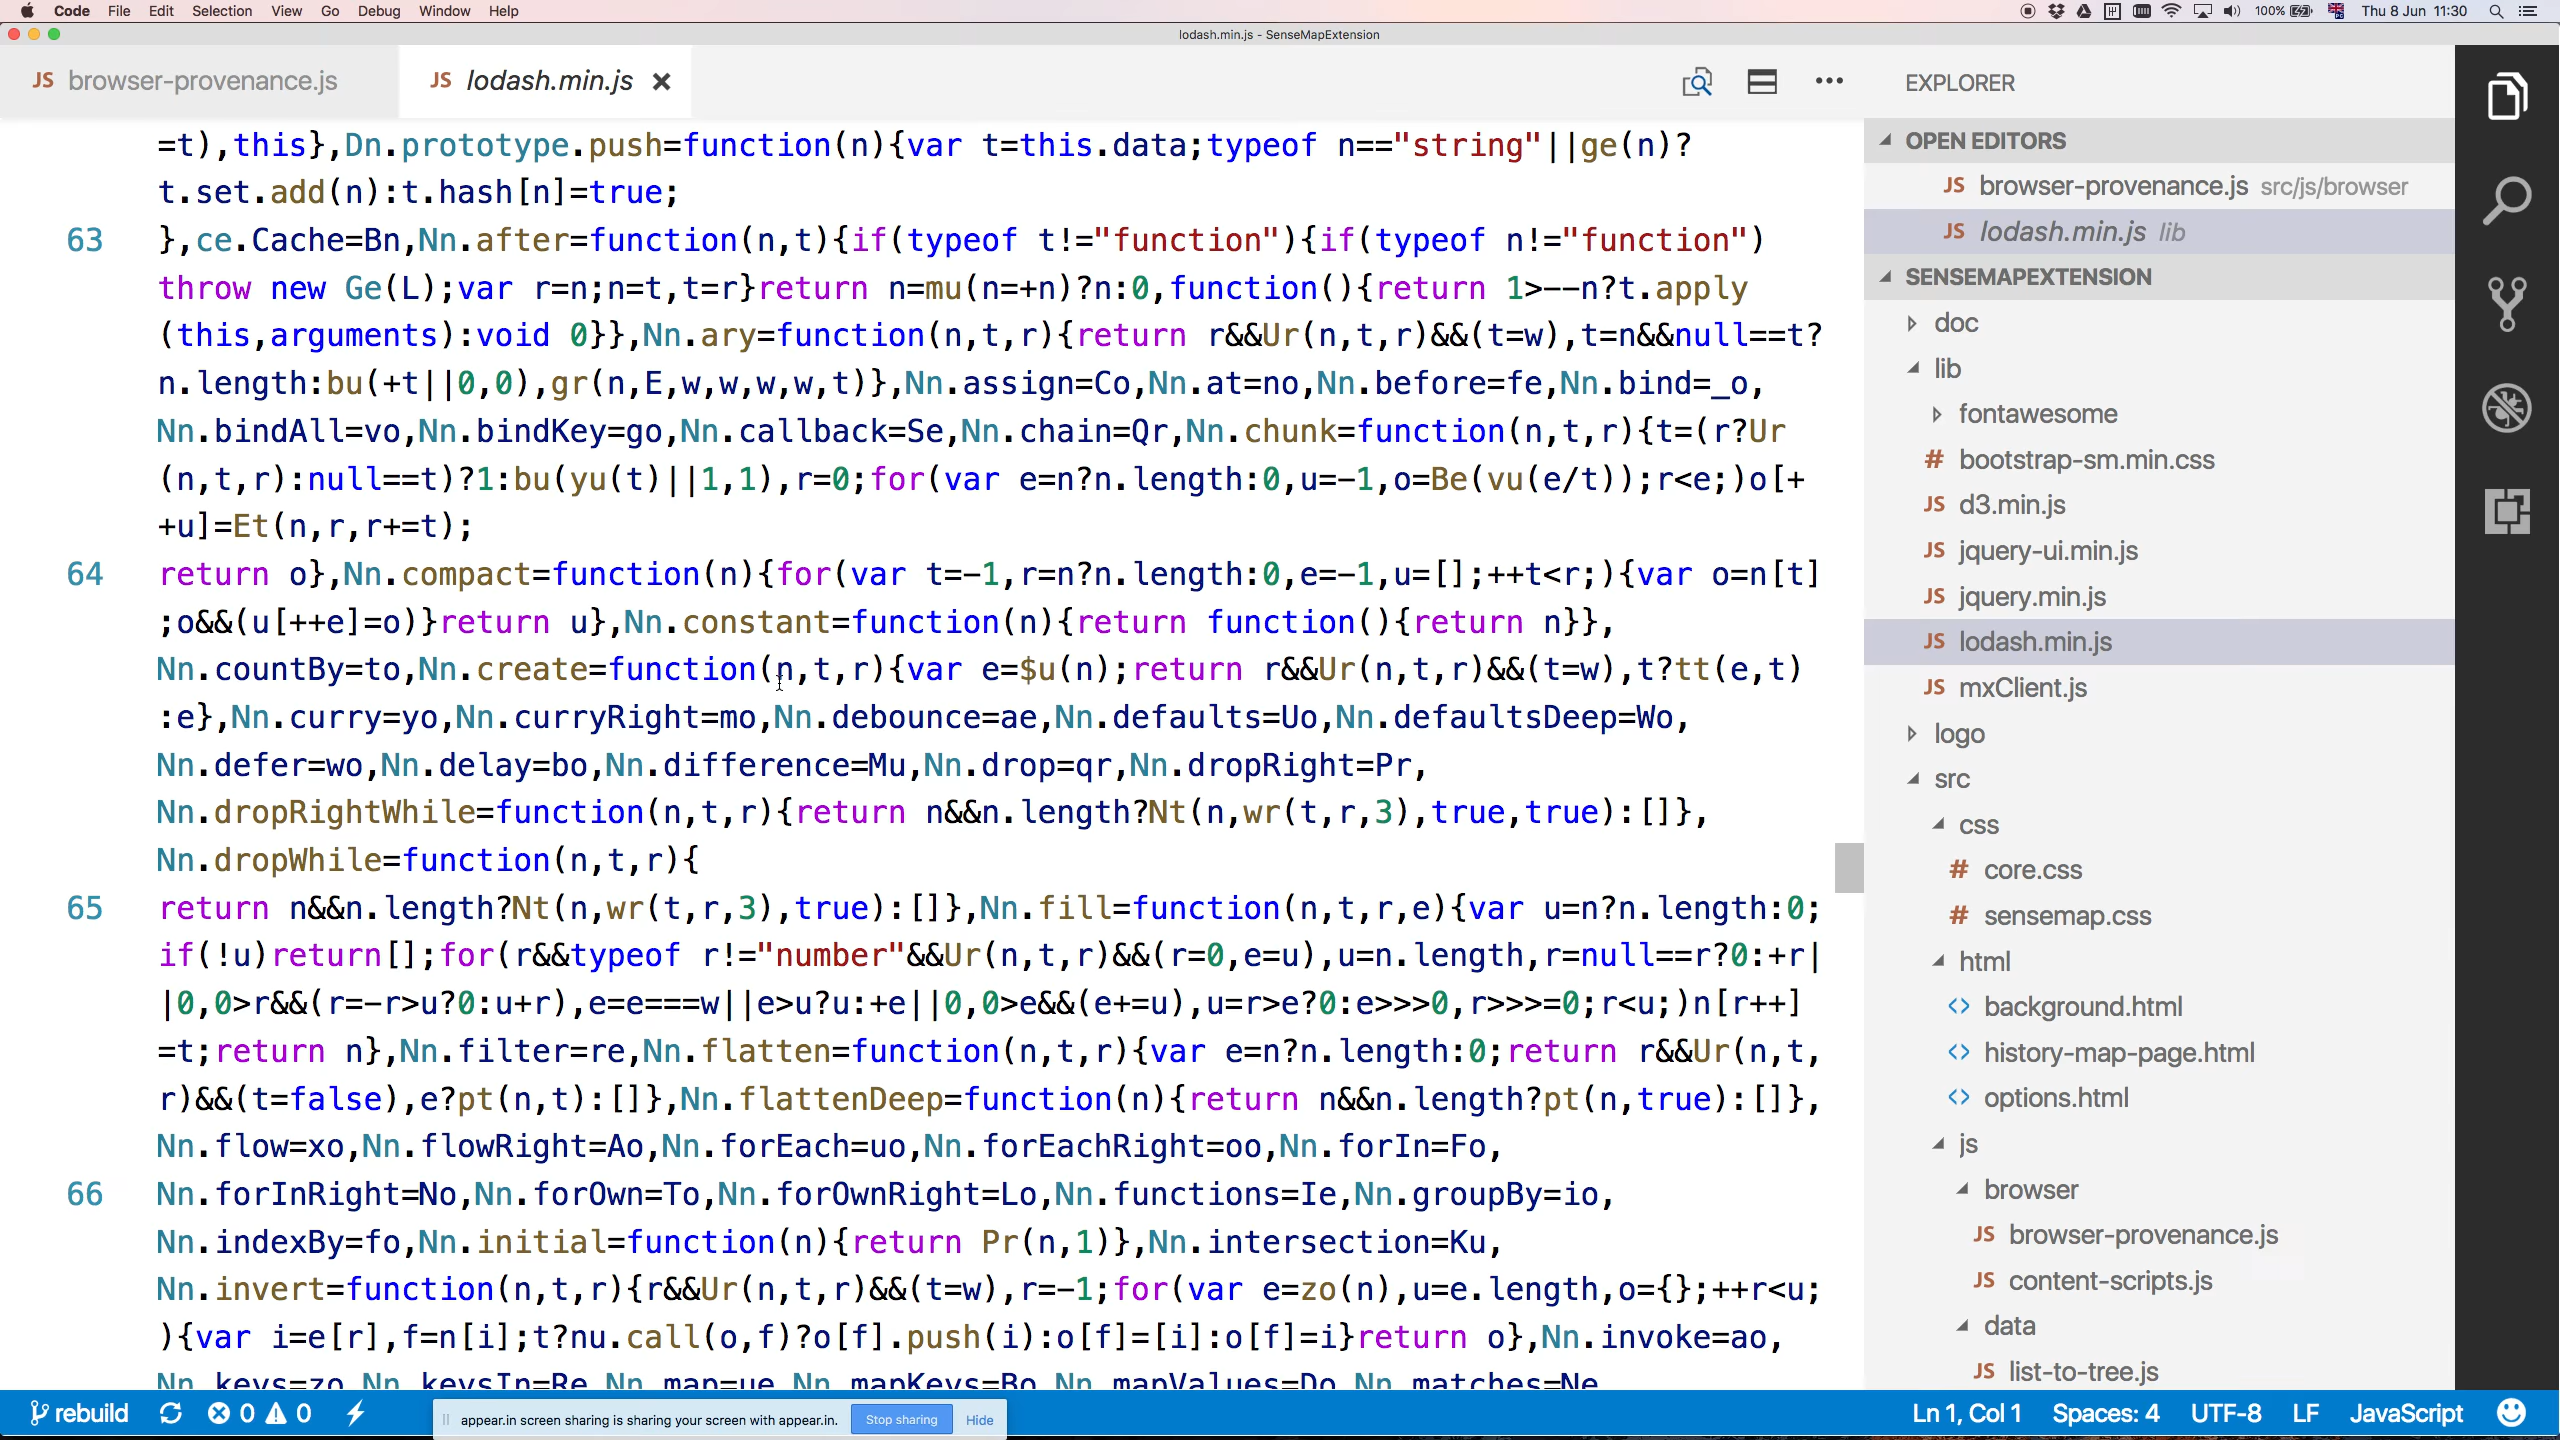 Code File Edit Selection View Go Debug Window Help 100% Thu 8 Jun 11:30
lodash.min.js - SenseMapExtension
JS browser-provenance.js JS lodash.min.js
=t),this},Dn.prototype.push=function(n){var t=this.data;typeof n=="string"||ge(n)?
t.set.add(n):t.hash[n]=true;
63 },ce.Cache=Bn,Nn.after=function(n,t){if(typeof t!="function"){if(typeof n!="function")
throw new Ge(L);var r=n;n=t,t=r}return n=mu(n=+n)?n:0,function(){return 1>--n?t.apply
(this,arguments):void 0}},Nn.ary=function(n,t,r){return r&&Ur(n,t,r)&&(t=w),t=n&&null==t?
n.length:bu(+t||0,0),gr(n,E,w,w,w,w,t)},Nn.assign=Co,Nn.at=no,Nn.before=fe,Nn.bind=_o,
Nn.bindAll=vo,Nn.bindKey=go,Nn.callback=Se,Nn.chain=Qr,Nn.chunk=function(n,t,r){t=(r?Ur
(n,t,r):null==t)?1:bu(yu(t)||1,1),r=0;for(var e=n?n.length:0,u=-1,o=Be(vu(e/t));r<e;)o[+
+u]=Et(n,r,r+=t);
64 return o},Nn.compact=function(n){for(var t=-1,r=n?n.length:0,e=-1,u=[];++t<r;){var o=n[t]
;o&&(u[++e]=o)}return u},Nn.constant=function(n){return function(){return n}},
Nn.countBy=to,Nn.create=function(n,t,r){var e=$u(n);return r&&Ur(n,t,r)&&(t=w),t?tt(e,t)
:e},Nn.curry=yo,Nn.curryRight=mo,Nn.debounce=ae,Nn.defaults=Uo,Nn.defaultsDeep=Wo,
Nn.defer=wo,Nn.delay=bo,Nn.difference=Mu,Nn.drop=qr,Nn.dropRight=Pr,
Nn.dropRightWhile=function(n,t,r){return n&&n.length?Nt(n,wr(t,r,3),true,true):[]},
Nn.dropWhile=function(n,t,r){
65 return n&&n.length?Nt(n,wr(t,r,3),true):[]},Nn.fill=function(n,t,r,e){var u=n?n.length:0;
if(!u)return[];for(r&&typeof r!="number"&&Ur(n,t,r)&&(r=0,e=u),u=n.length,r=null==r?0:+r|
|0,0>r&&(r=-r>u?0:u+r),e=e===w||e>u?u:+e||0,0>e&&(e+=u),u=r>e?0:e>>>0,r>>>=0;r<u;)n[r++]
=t;return n},Nn.filter=re,Nn.flatten=function(n,t,r){var e=n?n.length:0;return r&&Ur(n,t,
r)&&(t=false),e?pt(n,t):[]},Nn.flattenDeep=function(n){return n&&n.length?pt(n,true):[]},
Nn.flow=xo,Nn.flowRight=Ao,Nn.forEach=uo,Nn.forEachRight=oo,Nn.forIn=Fo,
66 Nn.forInRight=No,Nn.forOwn=To,Nn.forOwnRight=Lo,Nn.functions=Ie,Nn.groupBy=io,
Nn.indexBy=fo,Nn.initial=function(n){return Pr(n,1)},Nn.intersection=Ku,
Nn.invert=function(n,t,r){r&&Ur(n,t,r)&&(t=w),r=-1;for(var e=zo(n),u=e.length,o={};++r<u;
){var i=e[r],f=n[i];t?nu.call(o,f)?o[f].push(i):o[f]=[i]:o[f]=i}return o},Nn.invoke=ao,
Nn.keys=zo,Nn.keysIn=Re,Nn.map=ue,Nn.mapKeys=Bo,Nn.mapValues=Do,Nn.matches=Ne
EXPLORER
OPEN EDITORS
JS browser-provenance.js src/js/browser
JS lodash.min.js lib
SENSEMAPEXTENSION
doc
lib
fontawesome
# bootstrap-sm.min.css
JS d3.min.js
JS jquery-ui.min.js
JS jquery.min.js
JS lodash.min.js
JS mxClient.js
logo
src
css
# core.css
# sensemap.css
html
<> background.html
<> history-map-page.html
<> options.html
js
browser
JS browser-provenance.js
JS content-scripts.js
data
JS list-to-tree.js
rebuild 0 0 Ln 1, Col 1 Spaces: 4 UTF-8 LF JavaScript
appear.in screen sharing is sharing your screen with appear.in. Stop sharing Hide